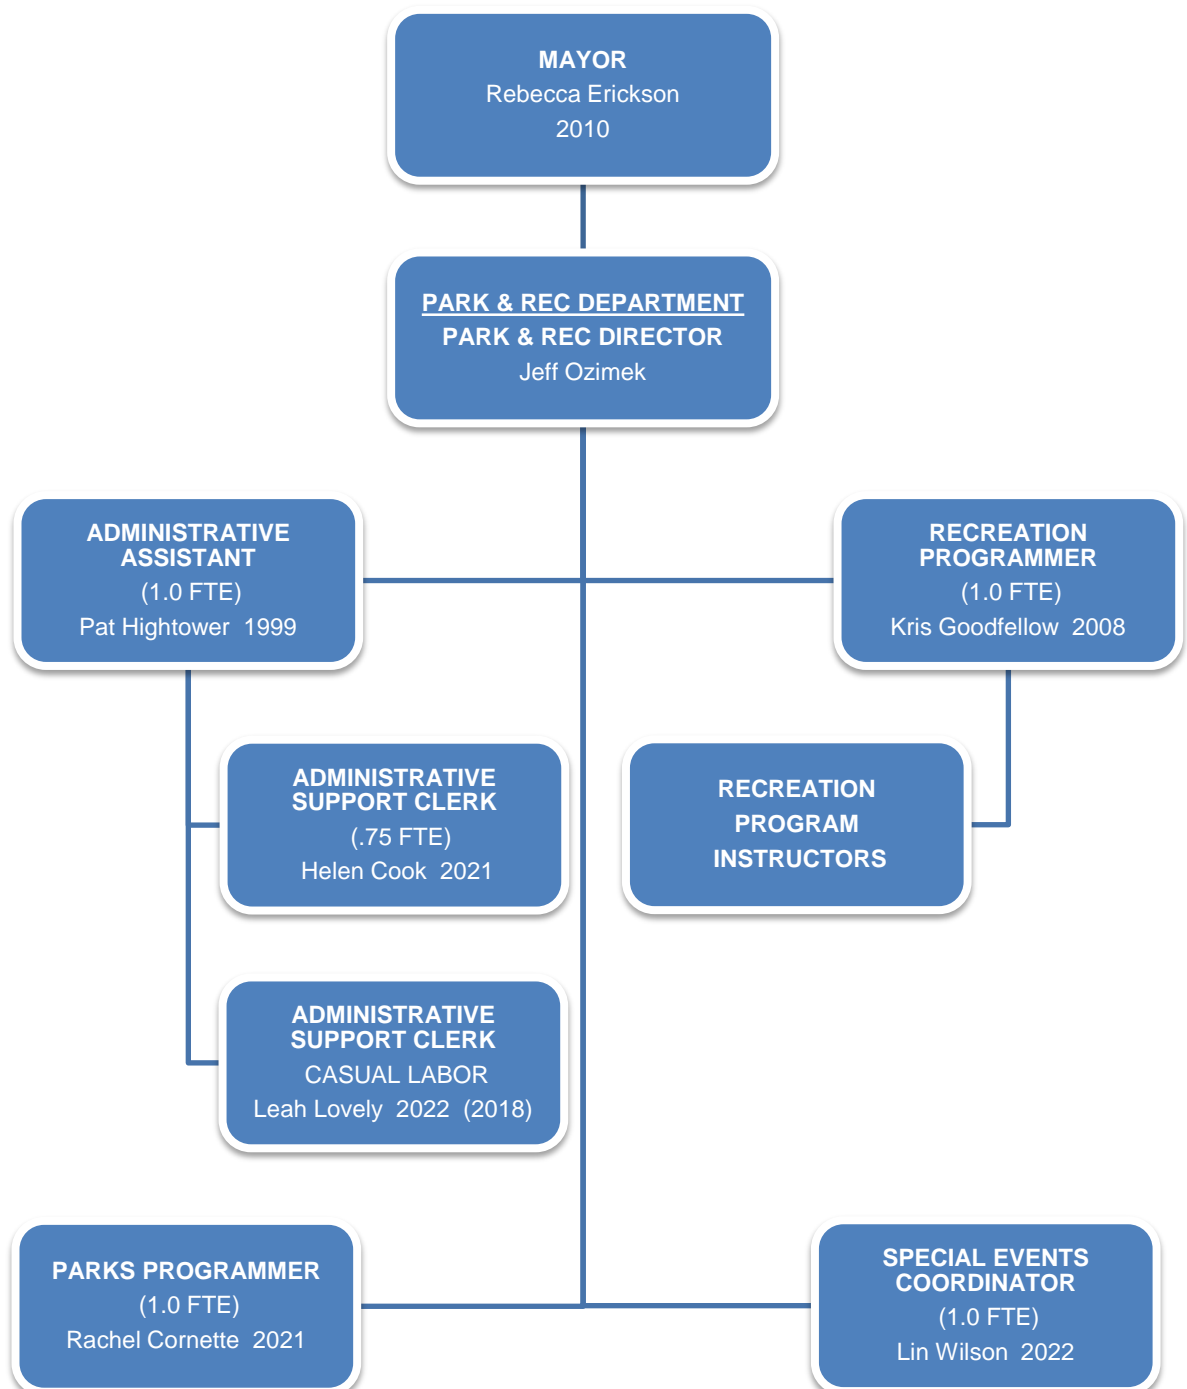 MAYOR
Rebecca Erickson
2010
PARK & REC DEPARTMENT
PARK & REC DIRECTOR
Jeff Ozimek
ADMINISTRATIVE
ASSISTANT
(1.0 FTE)
Pat Hightower 1999
RECREATION
PROGRAMMER
(1.0 FTE)
Kris Goodfellow 2008
ADMINISTRATIVE
SUPPORT CLERK
(.75 FTE)
Helen Cook 2021
RECREATION
PROGRAM
INSTRUCTORS
ADMINISTRATIVE
SUPPORT CLERK
CASUAL LABOR
Leah Lovely 2022 (2018)
PARKS PROGRAMMER
(1.0 FTE)
Rachel Cornette 2021
SPECIAL EVENTS
COORDINATOR
(1.0 FTE)
Lin Wilson 2022